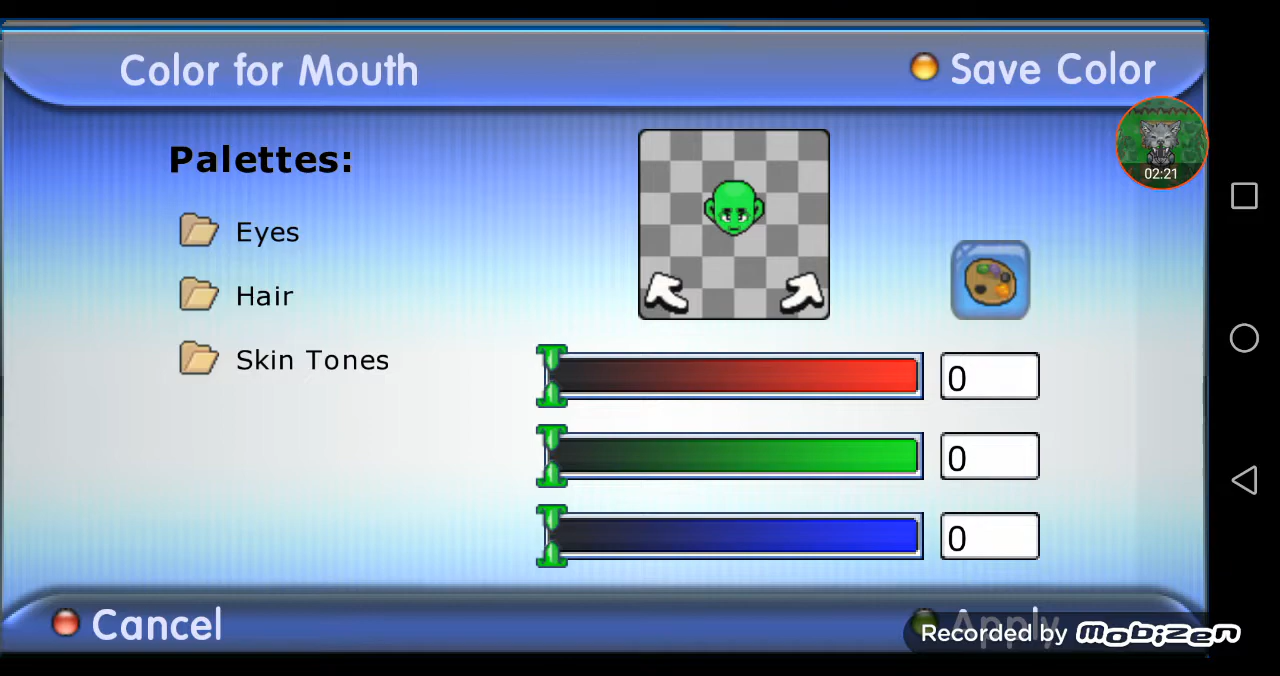 Color for Mouth
Save Color
Palettes:
02:21
Eyes
Hair
Skin Tones
0
0
0
Cancel
Apply
Recorded by MOBIZEN